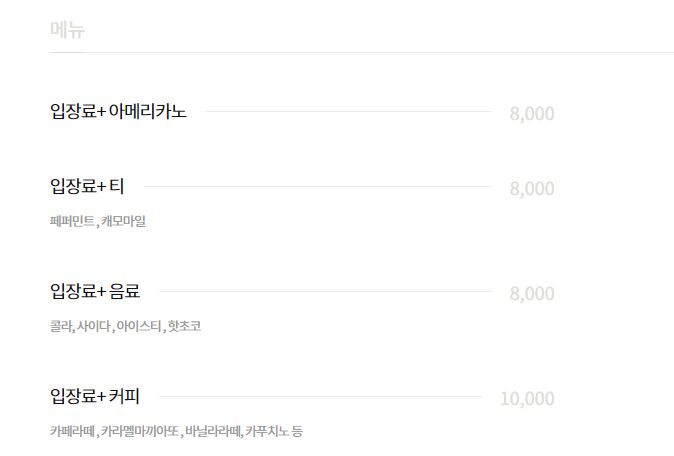 메뉴
입장료+ 아메리카노 8,000
입장료+ 티 8,000
페퍼민트, 캐모마일
입장료+ 음료 8,000
콜라, 사이다, 아이스티, 핫초코
입장료+ 커피 10,000
카페라떼, 카라멜마끼아또, 바닐라라떼, 카푸치노 등